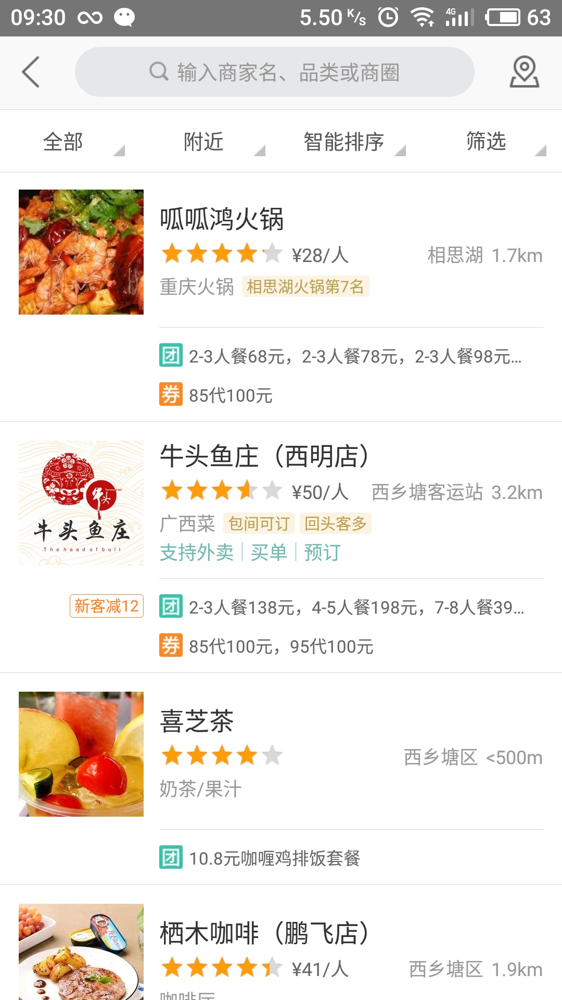 09:30 5.50 K/s 4G 63
输入商家名、品类或商圈
全部 附近 智能排序 筛选
呱呱鸿火锅
¥28/人 相思湖 1.7km
重庆火锅 相思湖火锅第7名
团 2-3人餐68元，2-3人餐78元，2-3人餐98元...
券 85代100元
牛头鱼庄（西明店）
¥50/人 西乡塘客运站 3.2km
广西菜 包间可订 回头客多
支持外卖 买单 预订
牛头
The head of bull
牛头鱼庄
The head of bull
新客减12 团 2-3人餐138元，4-5人餐198元，7-8人餐39...
券 85代100元，95代100元
喜芝茶
西乡塘区 <500m
奶茶/果汁
团 10.8元咖喱鸡排饭套餐
栖木咖啡（鹏飞店）
¥41/人 西乡塘区 1.9km
咖啡厅